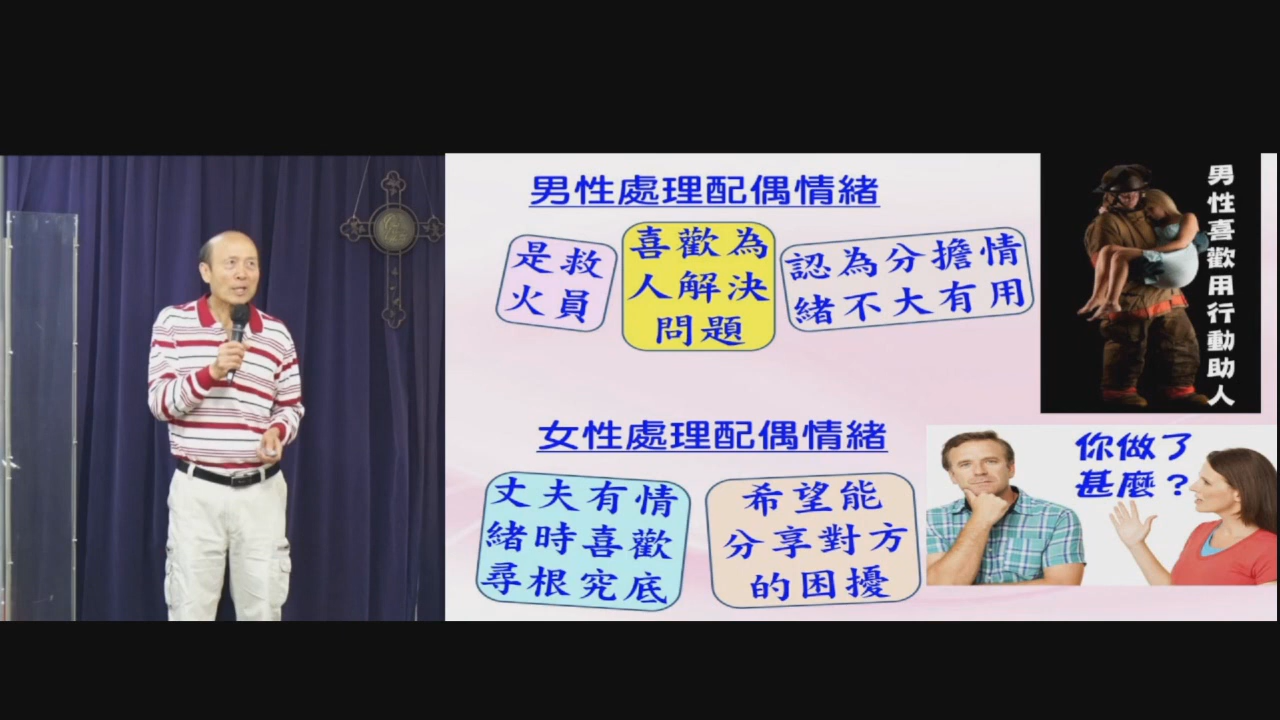 男性處理配偶情緒
是救
火員
喜歡為
人解決
問題
認為分擔情
緒不大有用
男性喜歡用行動助人
女性處理配偶情緒
丈夫有情
緒時喜歡
尋根究底
希望能
分享對方
的困擾
你做了
甚麼？